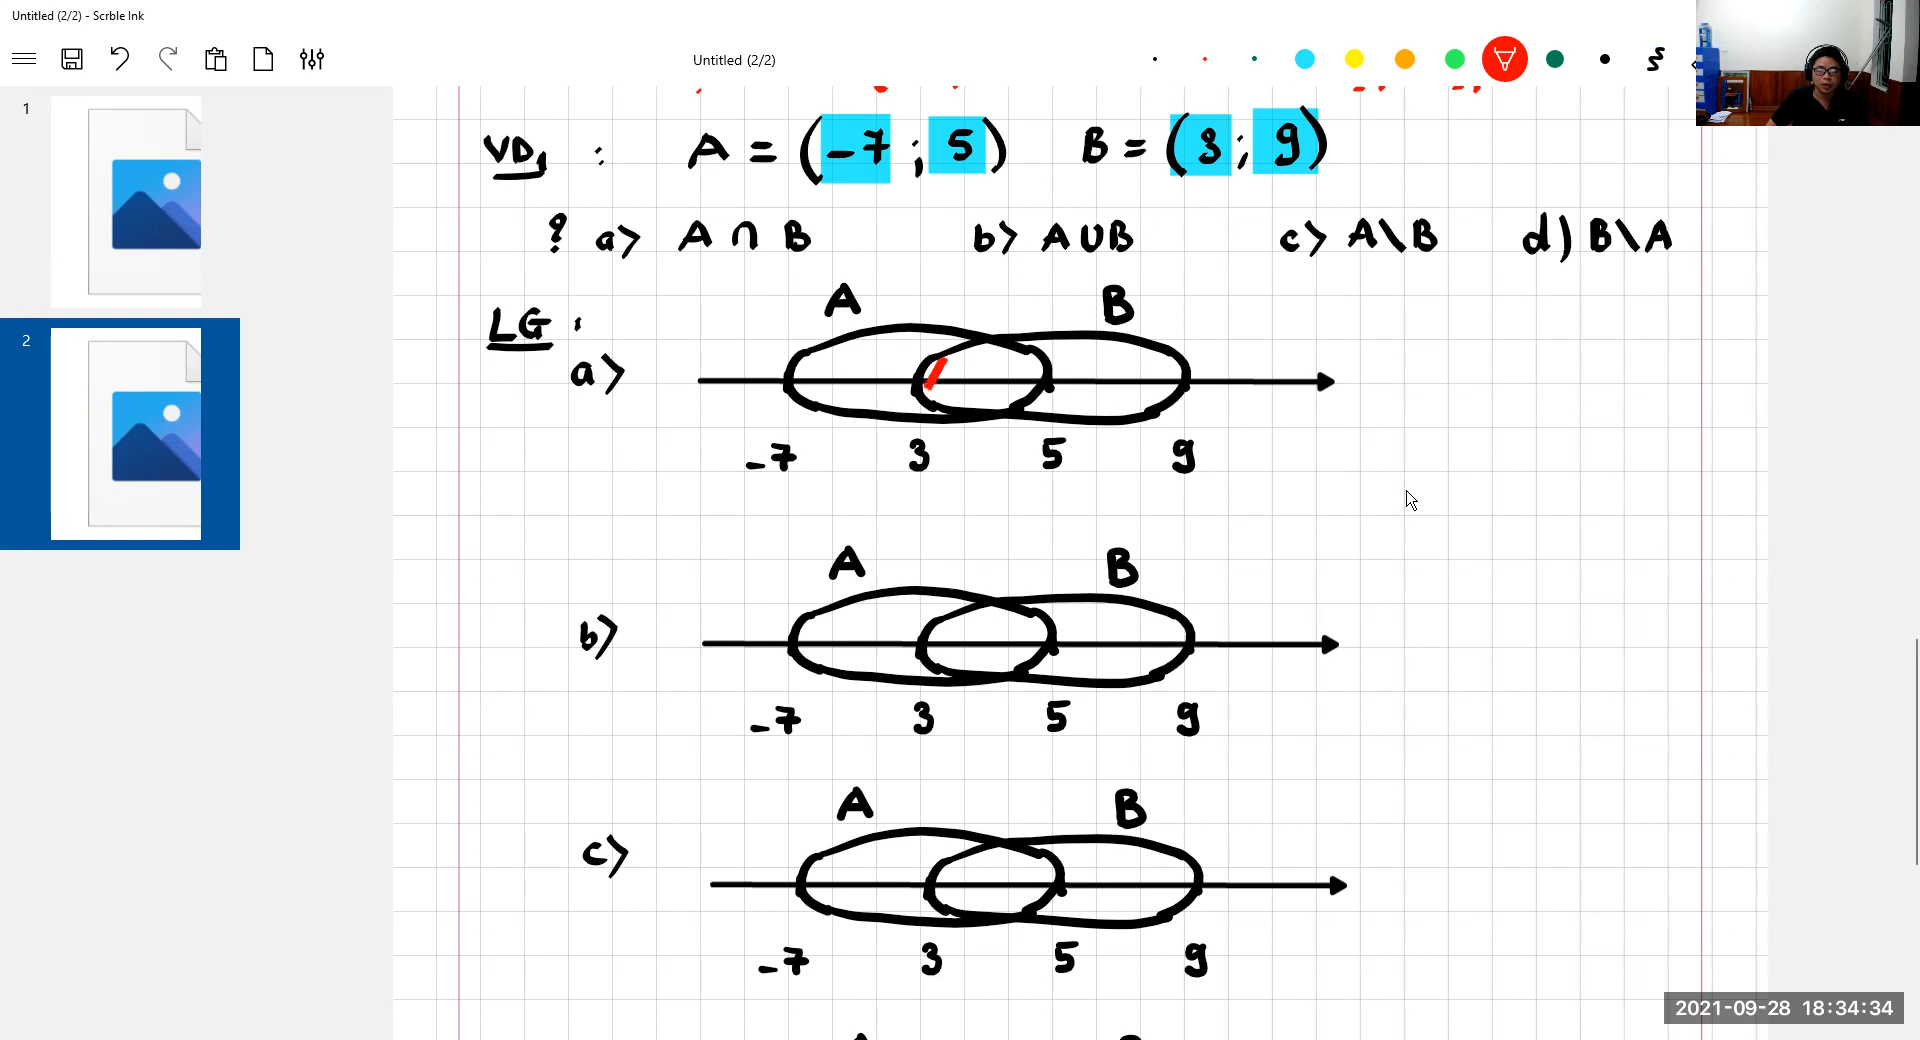 Untitled (2/2) - Scrble Ink
Untitled (2/2)
1
2
VD1 : A = (-7 ; 5) B = (3 ; 9)
? a> A ∩ B b> A∪B c> A\B d) B\A
LG :
a>
A B
-7 3 5 9
b>
A B
-7 3 5 9
c>
A B
-7 3 5 9
2021-09-28 18:34:34